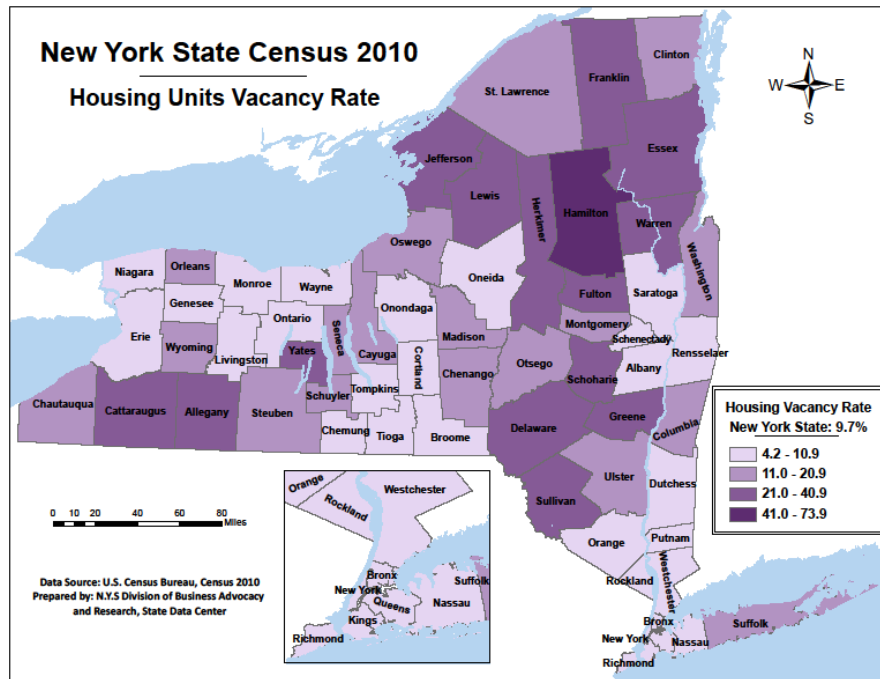 New York State Census 2010
Housing Units Vacancy Rate
N
W E
S
Clinton
Franklin
St. Lawrence
Essex
Jefferson
Lewis
Herkimer
Hamilton
Warren
Washington
Oswego
Oneida
Niagara
Orleans
Monroe
Wayne
Genesee
Onondaga
Fulton
Saratoga
Ontario
Seneca
Madison
Montgomery
Schenectady
Erie
Wyoming
Livingston
Yates
Cayuga
Cortland
Otsego
Albany
Rensselaer
Schoharie
Chenango
Tompkins
Schuyler
Chautauqua
Cattaraugus
Allegany
Steuben
Chemung
Tioga
Broome
Delaware
Greene
Columbia
Ulster
Dutchess
Sullivan
Orange
Putnam
Rockland
Westchester
Bronx
New York
Nassau
Suffolk
Richmond
Housing Vacancy Rate
New York State: 9.7%
4.2 - 10.9
11.0 - 20.9
21.0 - 40.9
41.0 - 73.9
Orange
Westchester
Rockland
Bronx
New York
Suffolk
Queens
Nassau
Kings
Richmond
0 10 20 40 60 80
Miles
Data Source: U.S. Census Bureau, Census 2010
Prepared by: N.Y.S Division of Business Advocacy
and Research, State Data Center